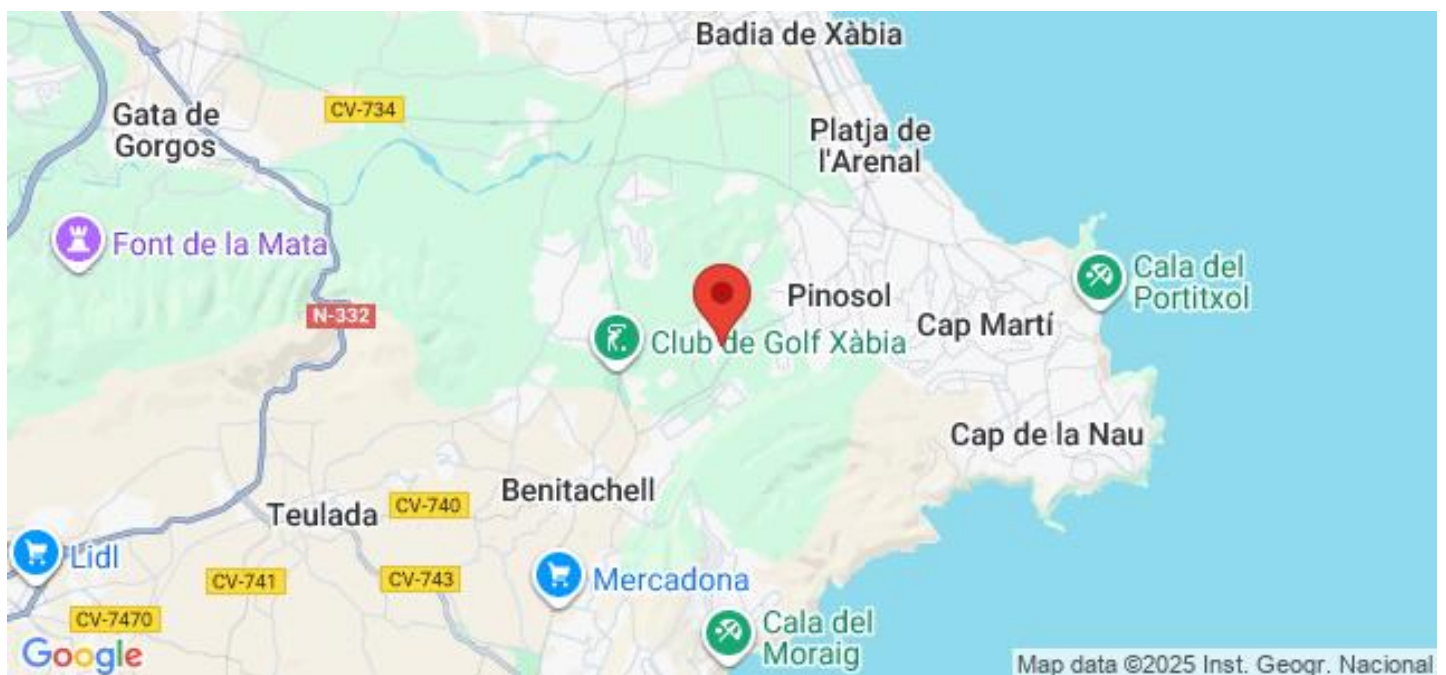 Badia de Xàbia
Gata de
Gorgos
CV-734
Platja de
l'Arenal
Font de la Mata
Cala del
Portitxol
Pinosol
N-332
Cap Martí
Club de Golf Xàbia
Cap de la Nau
Benitachell
Teulada
CV-740
Lidl
CV-741
CV-743
Mercadona
CV-7470
Cala del
Moraig
Google
Map data ©2025 Inst. Geogr. Nacional